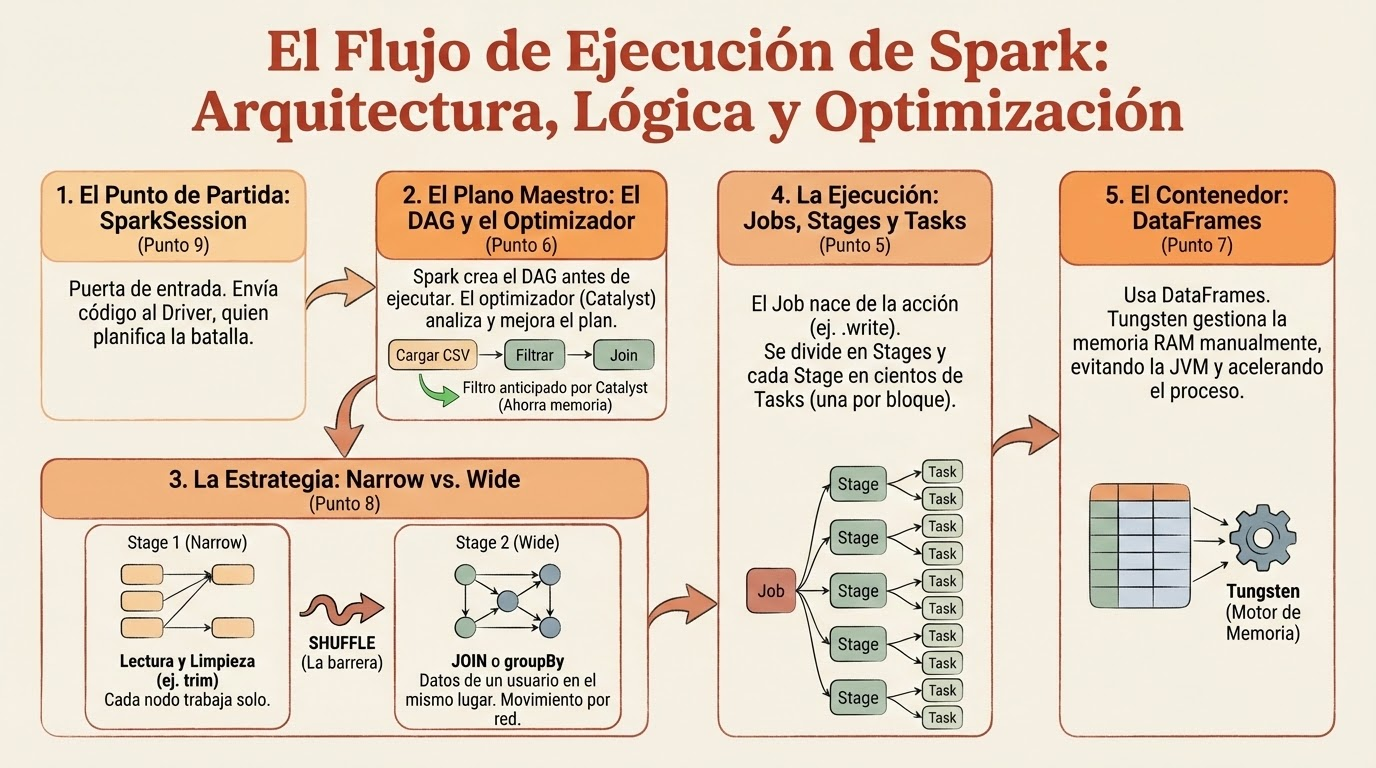 El Flujo de Ejecución de Spark:
Arquitectura, Lógica y Optimización
1. El Punto de Partida:
SparkSession
(Punto 9)
Puerta de entrada. Envía
código al Driver, quien
planifica la batalla.
2. El Plano Maestro: El
DAG y el Optimizador
(Punto 6)
Spark crea el DAG antes de
ejecutar. El optimizador (Catalyst)
analiza y mejora el plan.
Cargar CSV
Filtrar
Join
Filtro anticipado por Catalyst
(Ahorra memoria)
3. La Estrategia: Narrow vs. Wide
(Punto 8)
Stage 1 (Narrow)
Lectura y Limpieza
(ej. trim)
Cada nodo trabaja solo.
SHUFFLE
(La barrera)
Stage 2 (Wide)
JOIN o groupBy
Datos de un usuario en el
mismo lugar. Movimiento por
red.
4. La Ejecución:
Jobs, Stages y Tasks
(Punto 5)
El Job nace de la acción
(ej. .write).
Se divide en Stages y
cada Stage en cientos de
Tasks (una por bloque).
Job
Stage
Task
Task
Stage
Task
Task
Stage
Task
Task
Stage
Task
Task
Stage
Task
Task
5. El Contenedor:
DataFrames
(Punto 7)
Usa DataFrames.
Tungsten gestiona la
memoria RAM manualmente,
evitando la JVM y acelerando
el proceso.
Tungsten
(Motor de
Memoria)